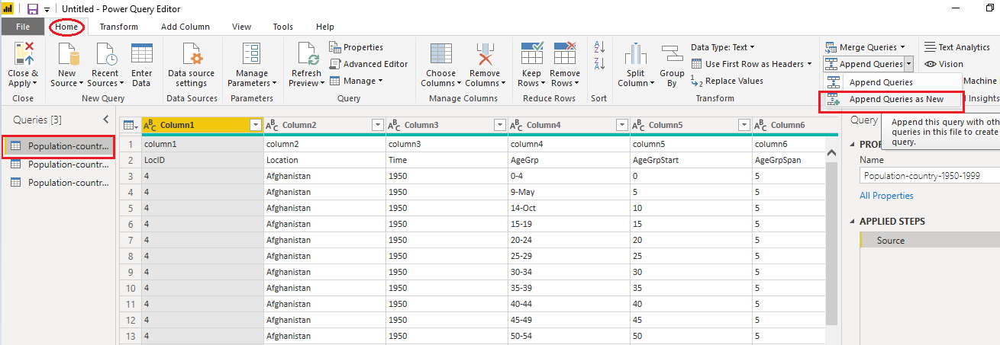 Untitled - Power Query Editor
File Home Transform Add Column View Tools Help
Close & Apply
New Source
Recent Sources
Enter Data
Data source settings
Manage Parameters
Refresh Preview
Properties
Advanced Editor
Manage
Choose Columns
Remove Columns
Keep Rows
Remove Rows
Split Column
Group By
Data Type: Text
Use First Row as Headers
Replace Values
Merge Queries
Append Queries
Append Queries
Append Queries as New
Text Analytics
Vision
Machine
Close New Query Data Sources Parameters Query Manage Columns Reduce Rows Sort Transform Insights
Append this query with oth
queries in this file to create
query.
Queries [3]
Population-countr...
Population-countr...
Population-countr...
ABC Column1 ABC Column2 ABC Column3 ABC Column4 ABC Column5 ABC Column6
1 column1 column2 column3 column4 column5 column6
2 LocID Location Time AgeGrp AgeGrpStart AgeGrpSpan
3 4 Afghanistan 1950 0-4 0 5
4 4 Afghanistan 1950 9-May 5 5
5 4 Afghanistan 1950 14-Oct 10 5
6 4 Afghanistan 1950 15-19 15 5
7 4 Afghanistan 1950 20-24 20 5
8 4 Afghanistan 1950 25-29 25 5
9 4 Afghanistan 1950 30-34 30 5
10 4 Afghanistan 1950 35-39 35 5
11 4 Afghanistan 1950 40-44 40 5
12 4 Afghanistan 1950 45-49 45 5
13 4 Afghanistan 1950 50-54 50 5
Query
PROP
Name
Population-country-1950-1999
All Properties
APPLIED STEPS
Source